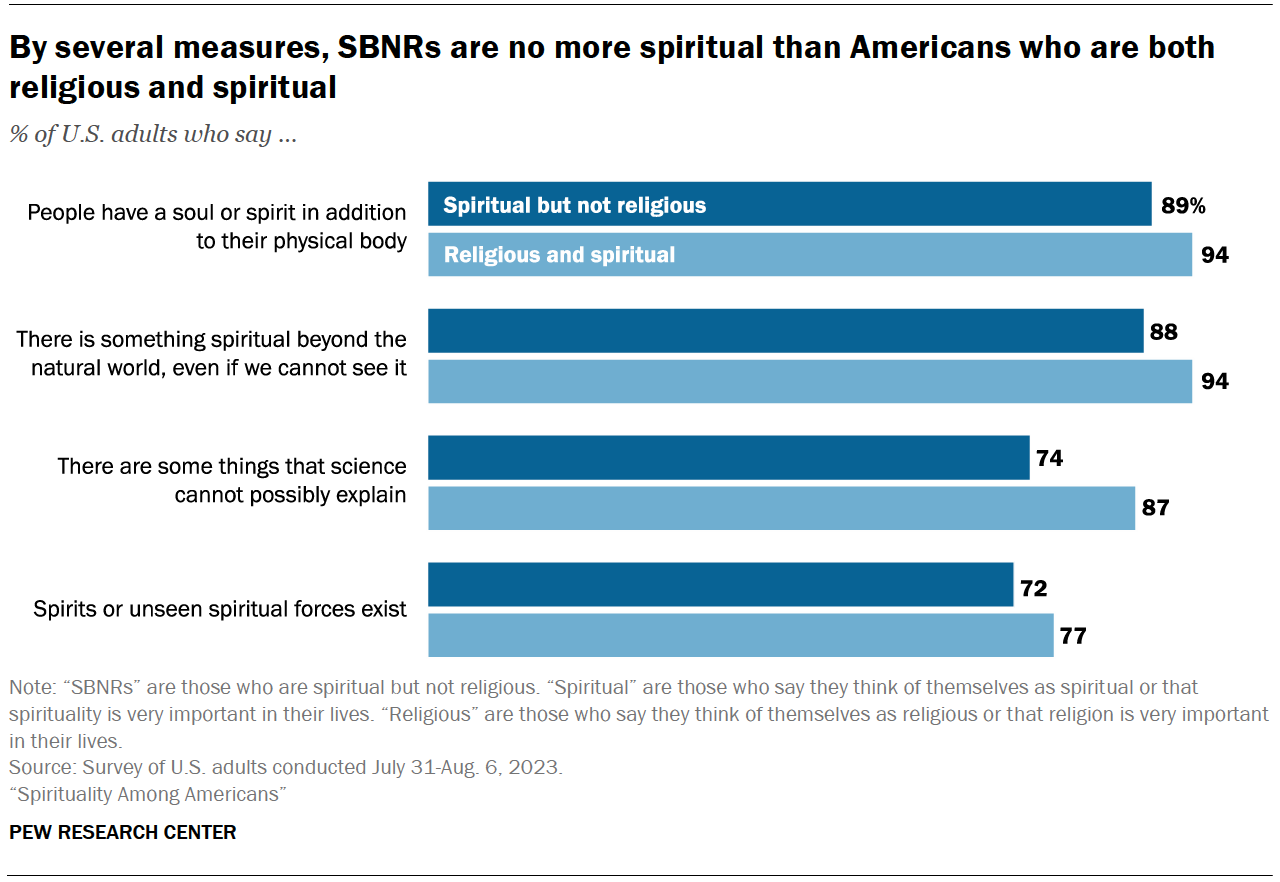 By several measures, SBNRs are no more spiritual than Americans who are both
religious and spiritual
% of U.S. adults who say ...
People have a soul or spirit in addition
to their physical body
Spiritual but not religious
89%
Religious and spiritual
94
There is something spiritual beyond the
natural world, even if we cannot see it
88
94
There are some things that science
cannot possibly explain
74
87
Spirits or unseen spiritual forces exist
72
77
Note: “SBNRs” are those who are spiritual but not religious. “Spiritual” are those who say they think of themselves as spiritual or that
spirituality is very important in their lives. “Religious” are those who say they think of themselves as religious or that religion is very important
in their lives.
Source: Survey of U.S. adults conducted July 31-Aug. 6, 2023.
“Spirituality Among Americans”
PEW RESEARCH CENTER